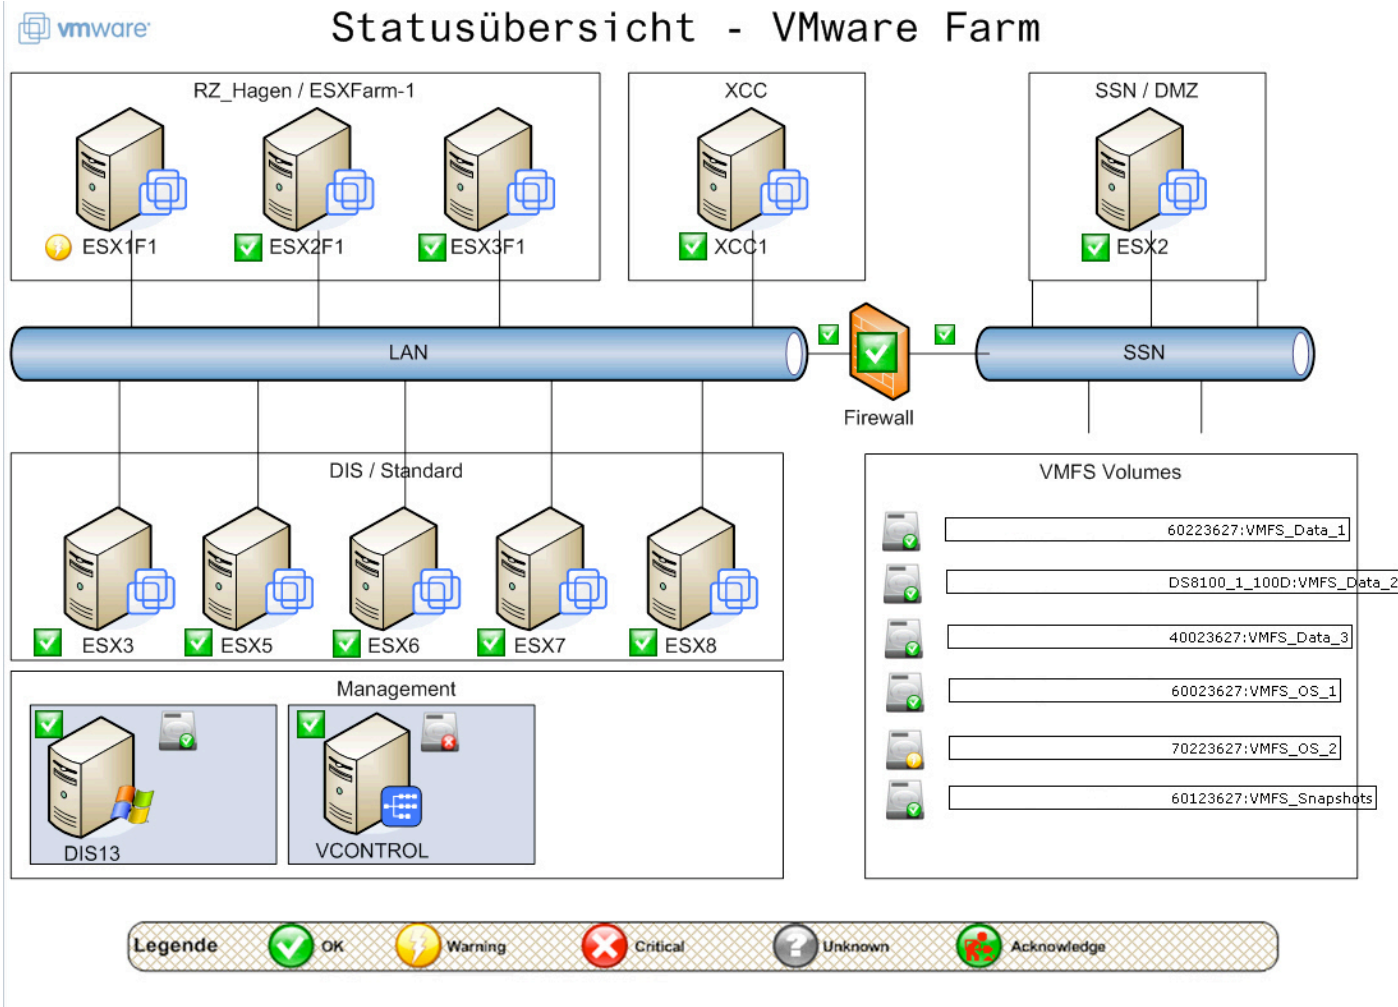 vmware
Statusübersicht - VMware Farm
RZ_Hagen / ESXFarm-1
XCC
SSN / DMZ
ESX1F1
ESX2F1
ESX3F1
XCC1
ESX2
LAN
SSN
Firewall
DIS / Standard
VMFS Volumes
ESX3
ESX5
ESX6
ESX7
ESX8
60223627:VMFS_Data_1
DS8100_1_100D:VMFS_Data_2
40023627:VMFS_Data_3
60023627:VMFS_OS_1
70223627:VMFS_OS_2
60123627:VMFS_Snapshots
Management
DIS13
VCONTROL
Legende
OK
Warning
Critical
Unknown
Acknowledge